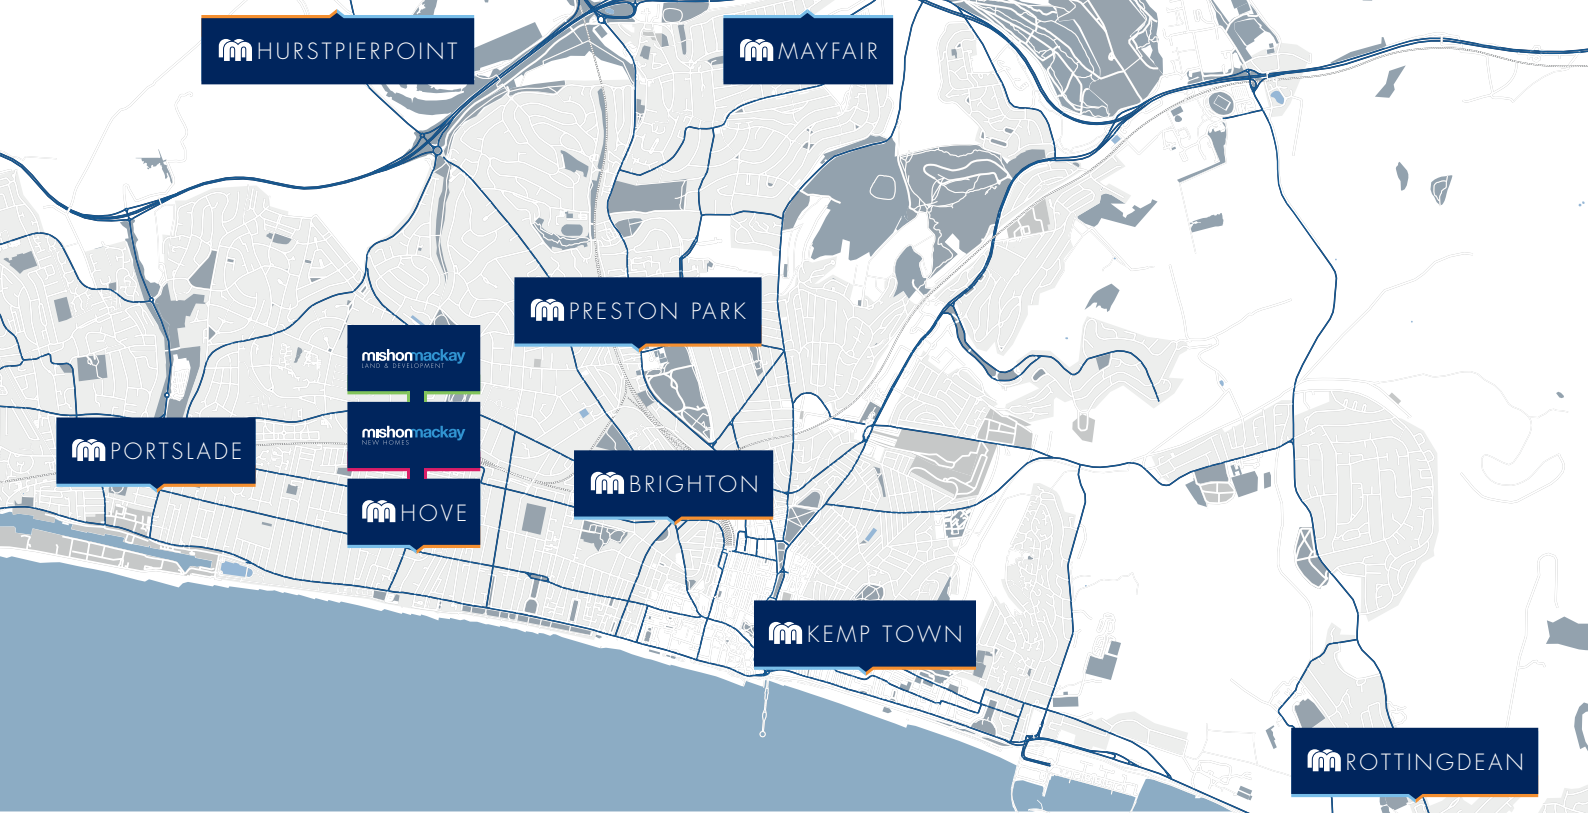 HURSTPIERPOINT
MAYFAIR
PRESTON PARK
mishonmackay
LAND & DEVELOPMENT
mishonmackay
NEW HOMES
PORTSLADE
HOVE
BRIGHTON
KEMP TOWN
ROTTINGDEAN